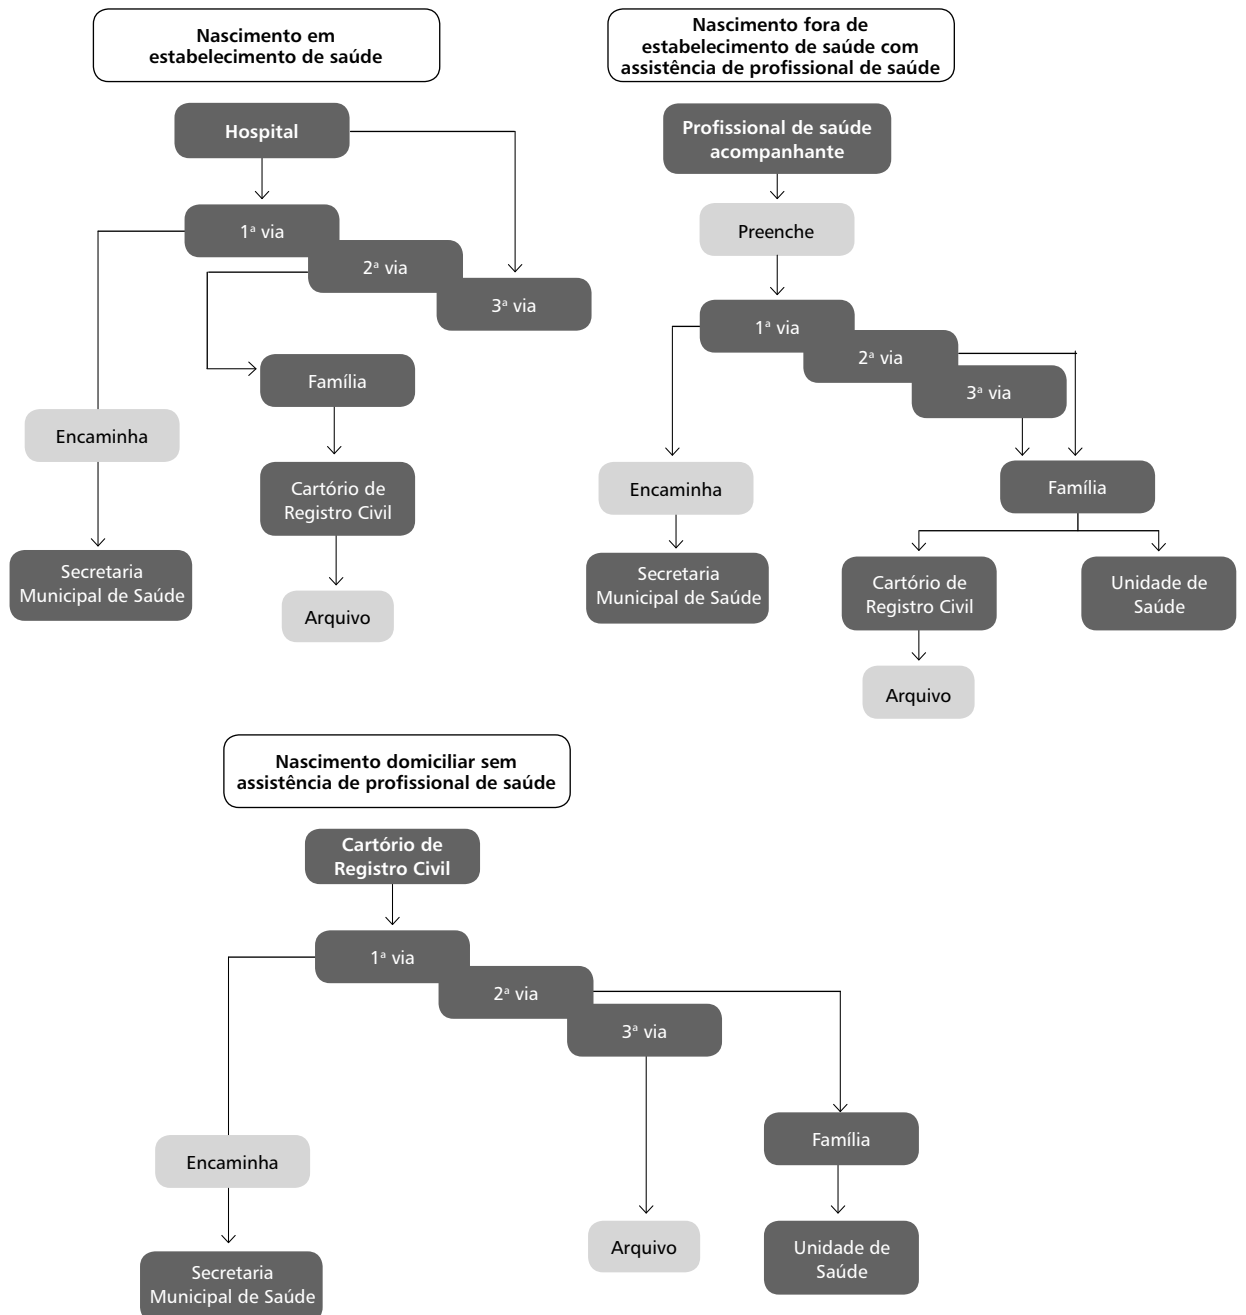 Nascimento em
estabelecimento de saúde
Hospital
1ª via
2ª via
3ª via
Família
Encaminha
Cartório de
Registro Civil
Secretaria
Municipal de Saúde
Arquivo
Nascimento fora de
estabelecimento de saúde com
assistência de profissional de saúde
Profissional de saúde
acompanhante
Preenche
1ª via
2ª via
3ª via
Encaminha
Família
Secretaria
Municipal de Saúde
Cartório de
Registro Civil
Unidade de
Saúde
Arquivo
Nascimento domiciliar sem
assistência de profissional de saúde
Cartório de
Registro Civil
1ª via
2ª via
3ª via
Família
Encaminha
Arquivo
Unidade de
Saúde
Secretaria
Municipal de Saúde